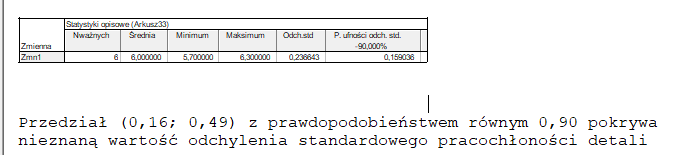 Statystyki opisowe (Arkusz33)
Zmienna Nważnych Średnia Minimum Maksimum Odch.std P. ufności odch. std. -90,000%
Zmn1 6 6,000000 5,700000 6,300000 0,236643 0,159036
Przedział (0,16; 0,49) z prawdopodobieństwem równym 0,90 pokrywa
nieznaną wartość odchylenia standardowego pracochłoności detali